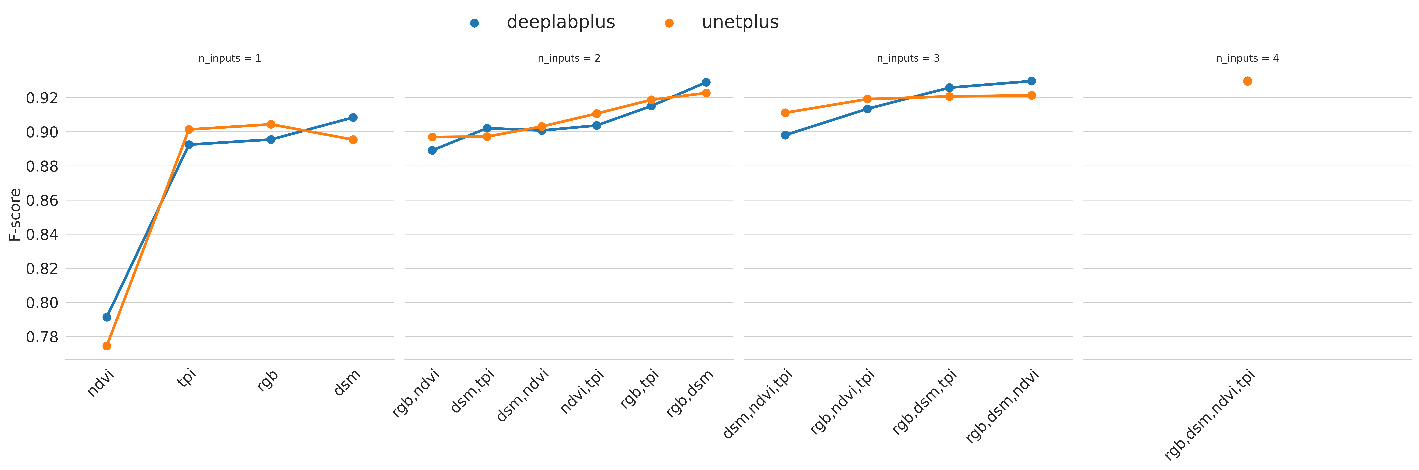 deeplabplus unetplus
n_inputs = 1 n_inputs = 2 n_inputs = 3 n_inputs = 4
F-score
0.92
0.90
0.88
0.86
0.84
0.82
0.80
0.78
ndvi
tpi
rgb
dsm
rgb,ndvi
dsm,tpi
dsm,ndvi
ndvi,tpi
rgb,tpi
rgb,dsm
dsm,ndvi,tpi
rgb,ndvi,tpi
rgb,dsm,tpi
rgb,dsm,ndvi
rgb,dsm,ndvi,tpi